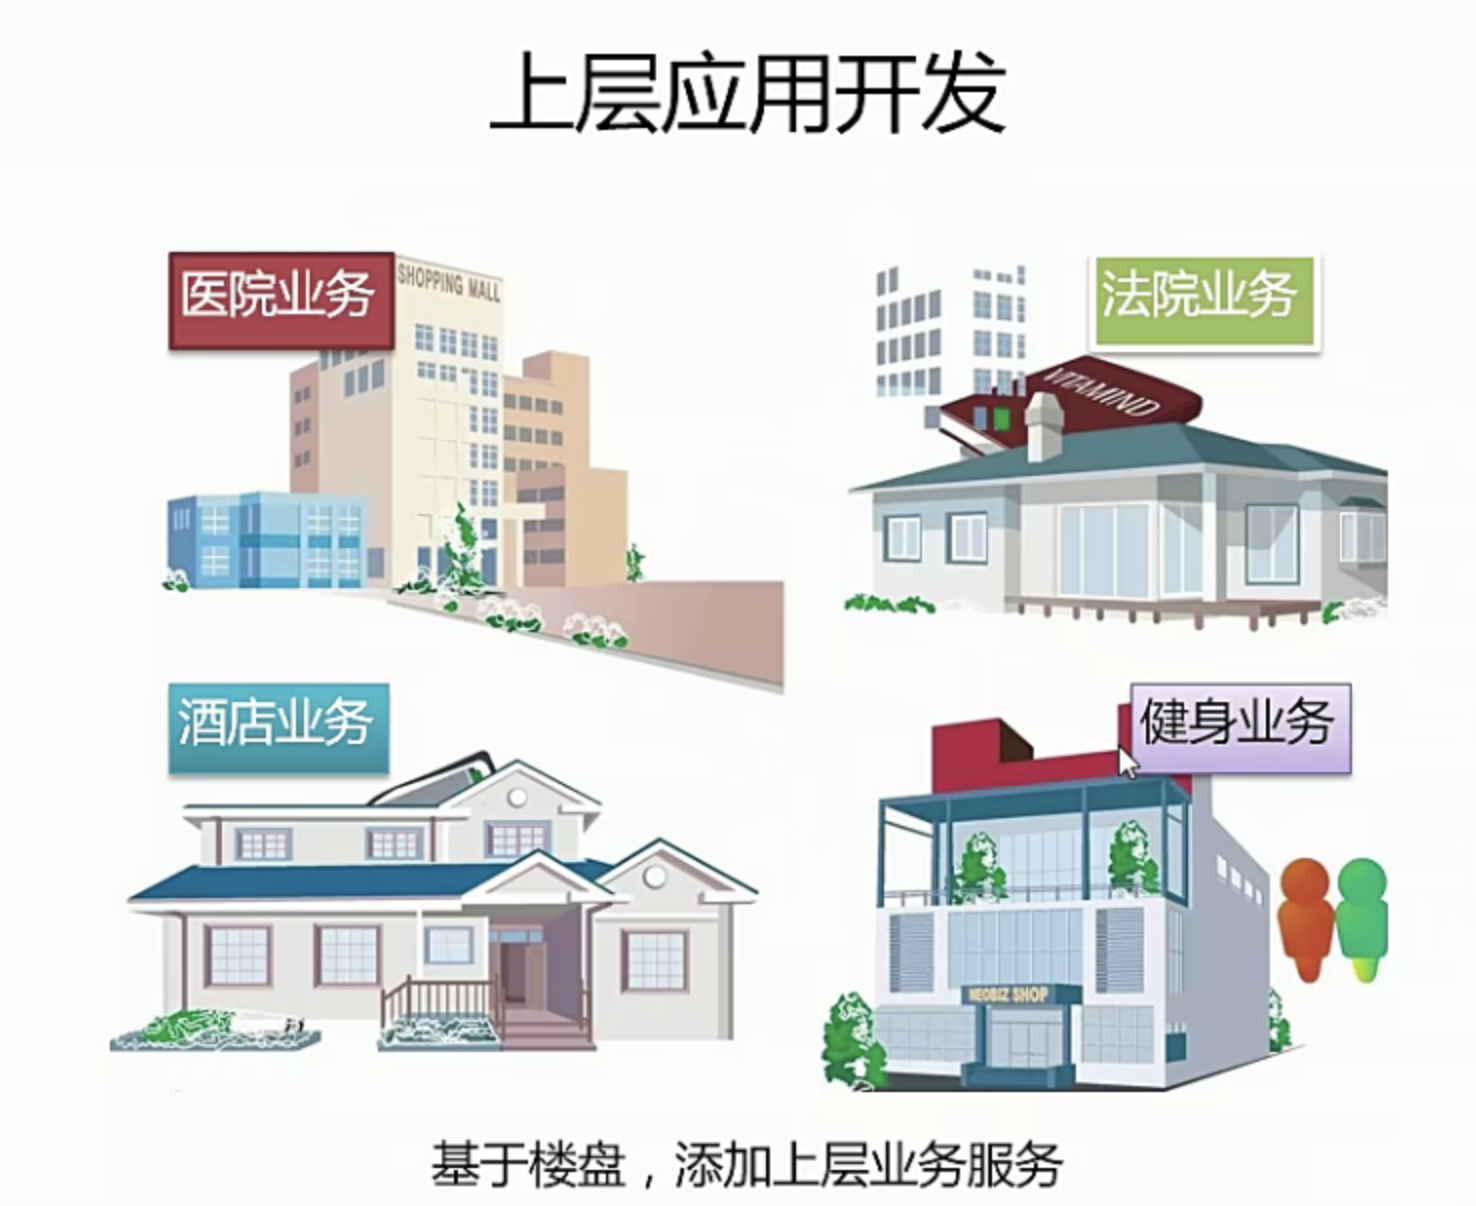 上层应用开发
医院业务
SHOPPING MALL
法院业务
VITAMIND
酒店业务
健身业务
NEOBIZ SHOP
基于楼盘，添加上层业务服务